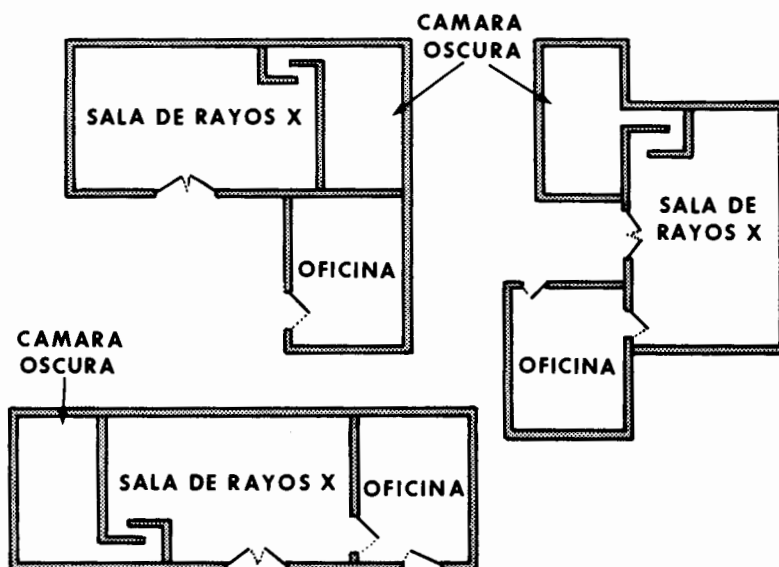 CAMARA
OSCURA
SALA DE RAYOS X
OFICINA
SALA DE
RAYOS X
OFICINA
CAMARA
OSCURA
SALA DE RAYOS X
OFICINA